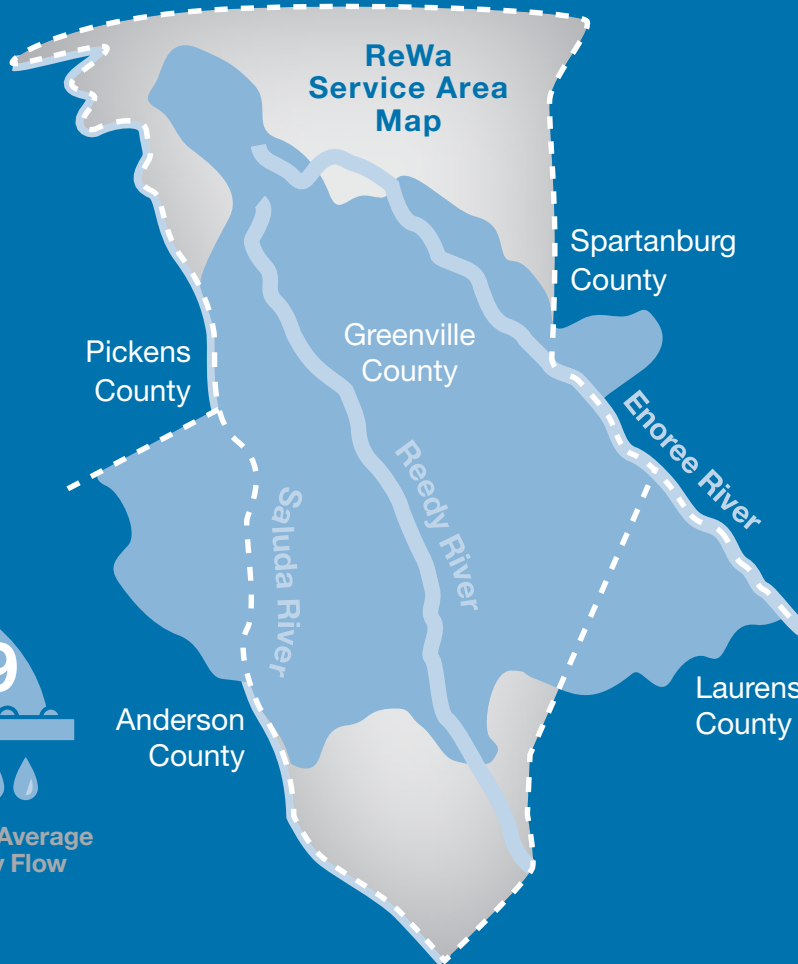 ReWa
Service Area
Map
Spartanburg
County
Greenville
County
Pickens
County
Enoree River
Reedy River
Saluda River
9
Laurens
County
Anderson
County
Average
Flow